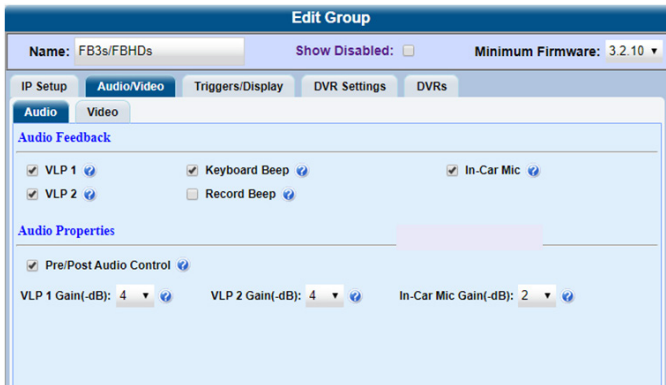 Edit Group
Name: FB3s/FBHDs Show Disabled: Minimum Firmware: 3.2.10
IP Setup Audio/Video Triggers/Display DVR Settings DVRs
Audio Video
Audio Feedback
VLP 1 Keyboard Beep In-Car Mic
VLP 2 Record Beep
Audio Properties
Pre/Post Audio Control
VLP 1 Gain(-dB): 4 VLP 2 Gain(-dB): 4 In-Car Mic Gain(-dB): 2